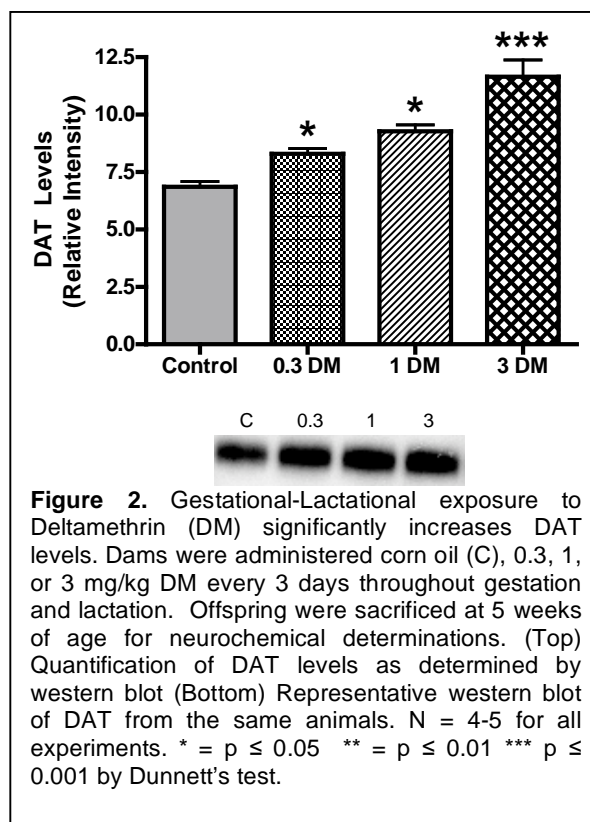 ***
12.5
*
*
10.0
7.5
5.0
2.5
0.0
DAT Levels
(Relative Intensity)
Control 0.3 DM 1 DM 3 DM
C 0.3 1 3
Figure 2. Gestational-Lactational exposure to
Deltamethrin (DM) significantly increases DAT
levels. Dams were administered corn oil (C), 0.3, 1,
or 3 mg/kg DM every 3 days throughout gestation
and lactation. Offspring were sacrificed at 5 weeks
of age for neurochemical determinations. (Top)
Quantification of DAT levels as determined by
western blot (Bottom) Representative western blot
of DAT from the same animals. N = 4-5 for all
experiments. * = p ≤ 0.05 ** = p ≤ 0.01 *** p ≤
0.001 by Dunnett's test.